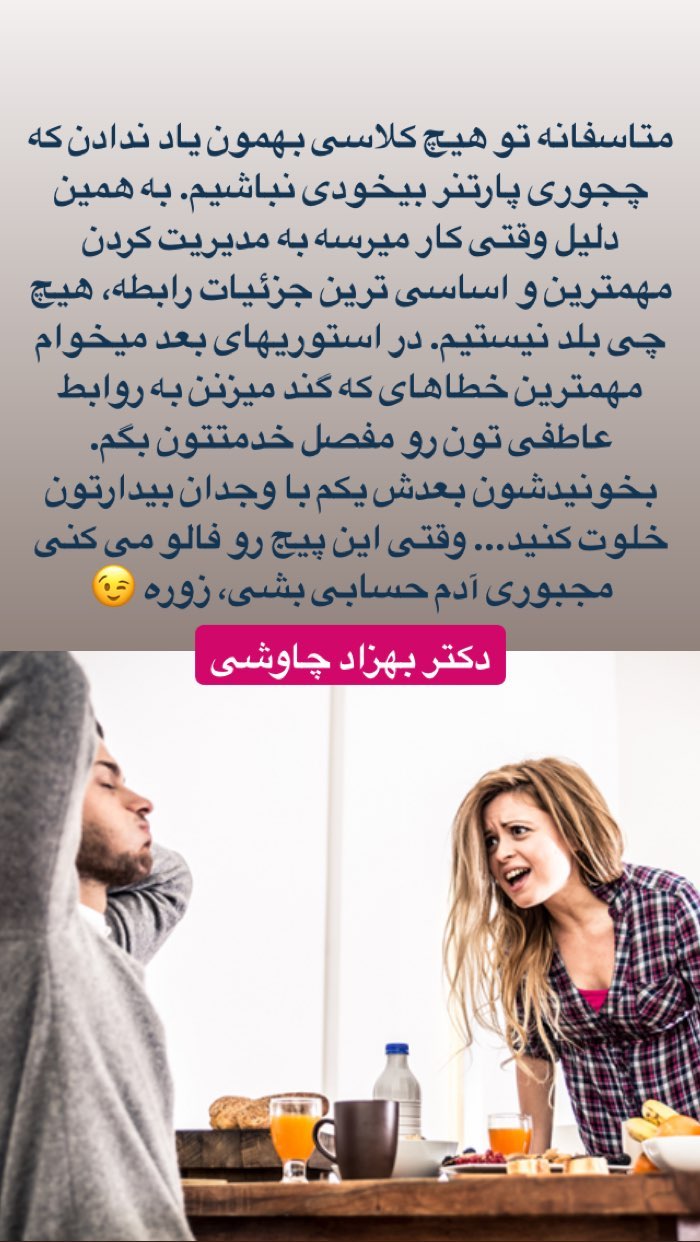 متاسفانه تو هیچ کلاسی بهمون یاد ندادن که
چجوری پارتنر بیخودی نباشیم. به همین
دلیل وقتی کار میرسه به مدیریت کردن
مهمترین و اساسی ترین جزئیات رابطه، هیچ
چی بلد نیستیم. در استوریهای بعد میخوام
مهمترین خطاهای که گند میزنن به روابط
عاطفی تون رو مفصل خدمتتون بگم.
بخونیدشون بعدش یکم با وجدان بیدارتون
خلوت کنید... وقتی این پیج رو فالو می کنی
مجبوری آدم حسابی بشی، زوره 😉
دکتر بهزاد چاوشی